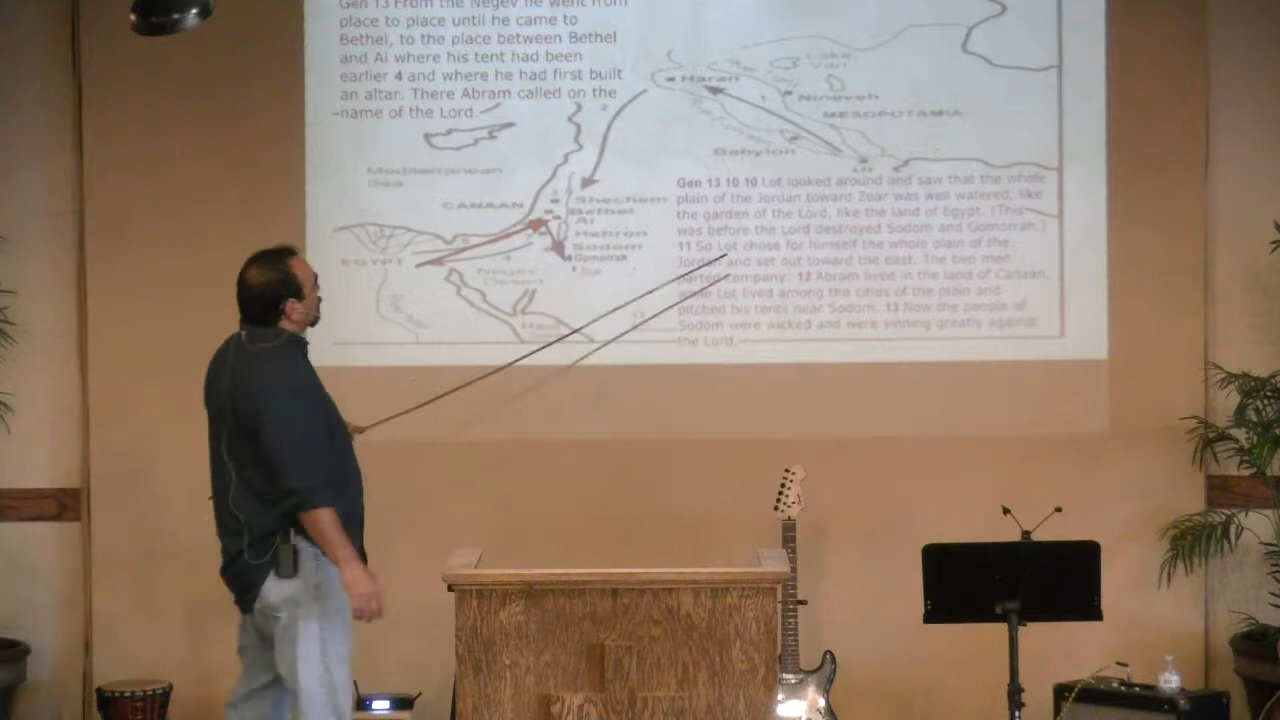 Gen 13 From the Negev he went from
place to place until he came to
Bethel, to the place between Bethel
and Ai where his tent had been
earlier 4 and where he had first built
an altar. There Abram called on the
name of the Lord.
2
Lake
Van
Haran
1
Nineveh
MESOPOTAMIA
Babylon
Ur
Mediterranean
Sea
CANAAN
Shechem
Bethel
Ai
Hebron
Sodom
Gomorrah
Zoar
EGYPT
Negev
Desert
Gen 13 10 10 Lot looked around and saw that the whole
plain of the Jordan toward Zoar was well watered, like
the garden of the Lord, like the land of Egypt. (This
was before the Lord destroyed Sodom and Gomorrah.)
11 So Lot chose for himself the whole plain of the
Jordan and set out toward the east. The two men
parted company: 12 Abram lived in the land of Canaan,
while Lot lived among the cities of the plain and
pitched his tents near Sodom. 13 Now the people of
Sodom were wicked and were sinning greatly against
the Lord.